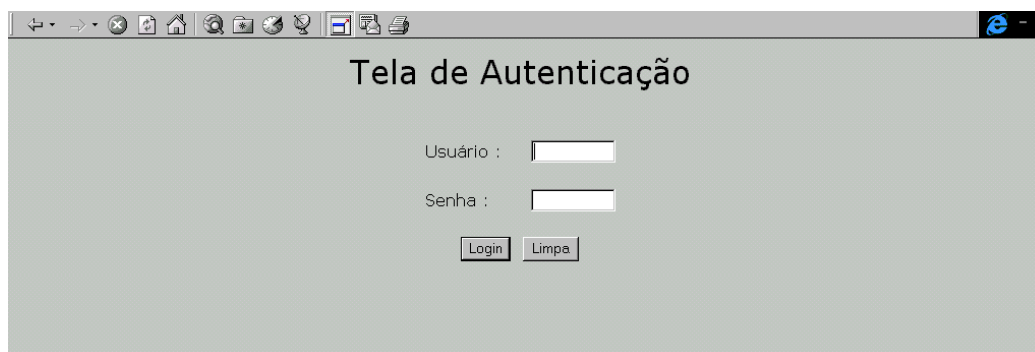 Tela de Autenticação
Usuário :
Senha :
Login Limpa